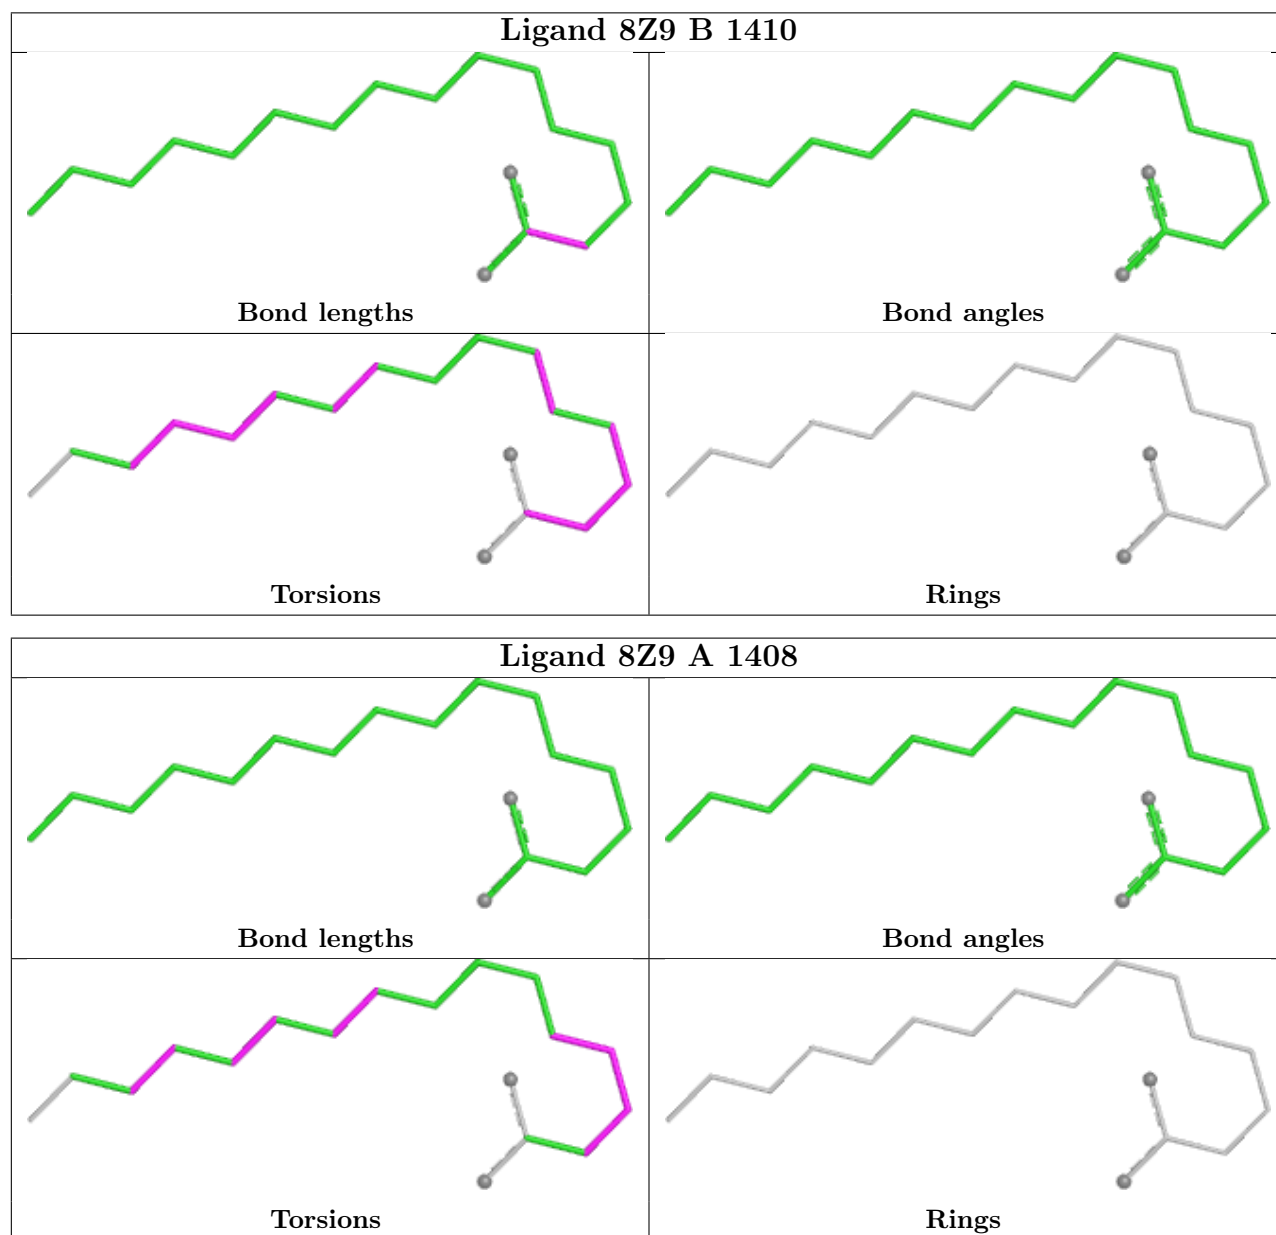 Ligand 8Z9 B 1410
Bond lengths
Bond angles
Torsions
Rings
Ligand 8Z9 A 1408
Bond lengths
Bond angles
Torsions
Rings